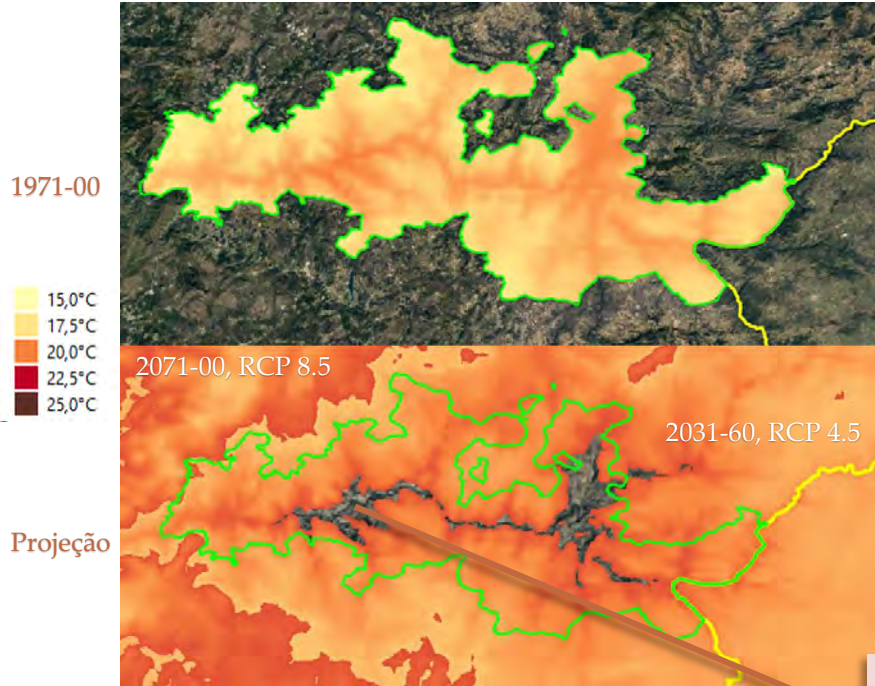 1971-00
15,0°C
17,5°C
20,0°C
22,5°C
25,0°C
2071-00, RCP 8.5
2031-60, RCP 4.5
Projeção